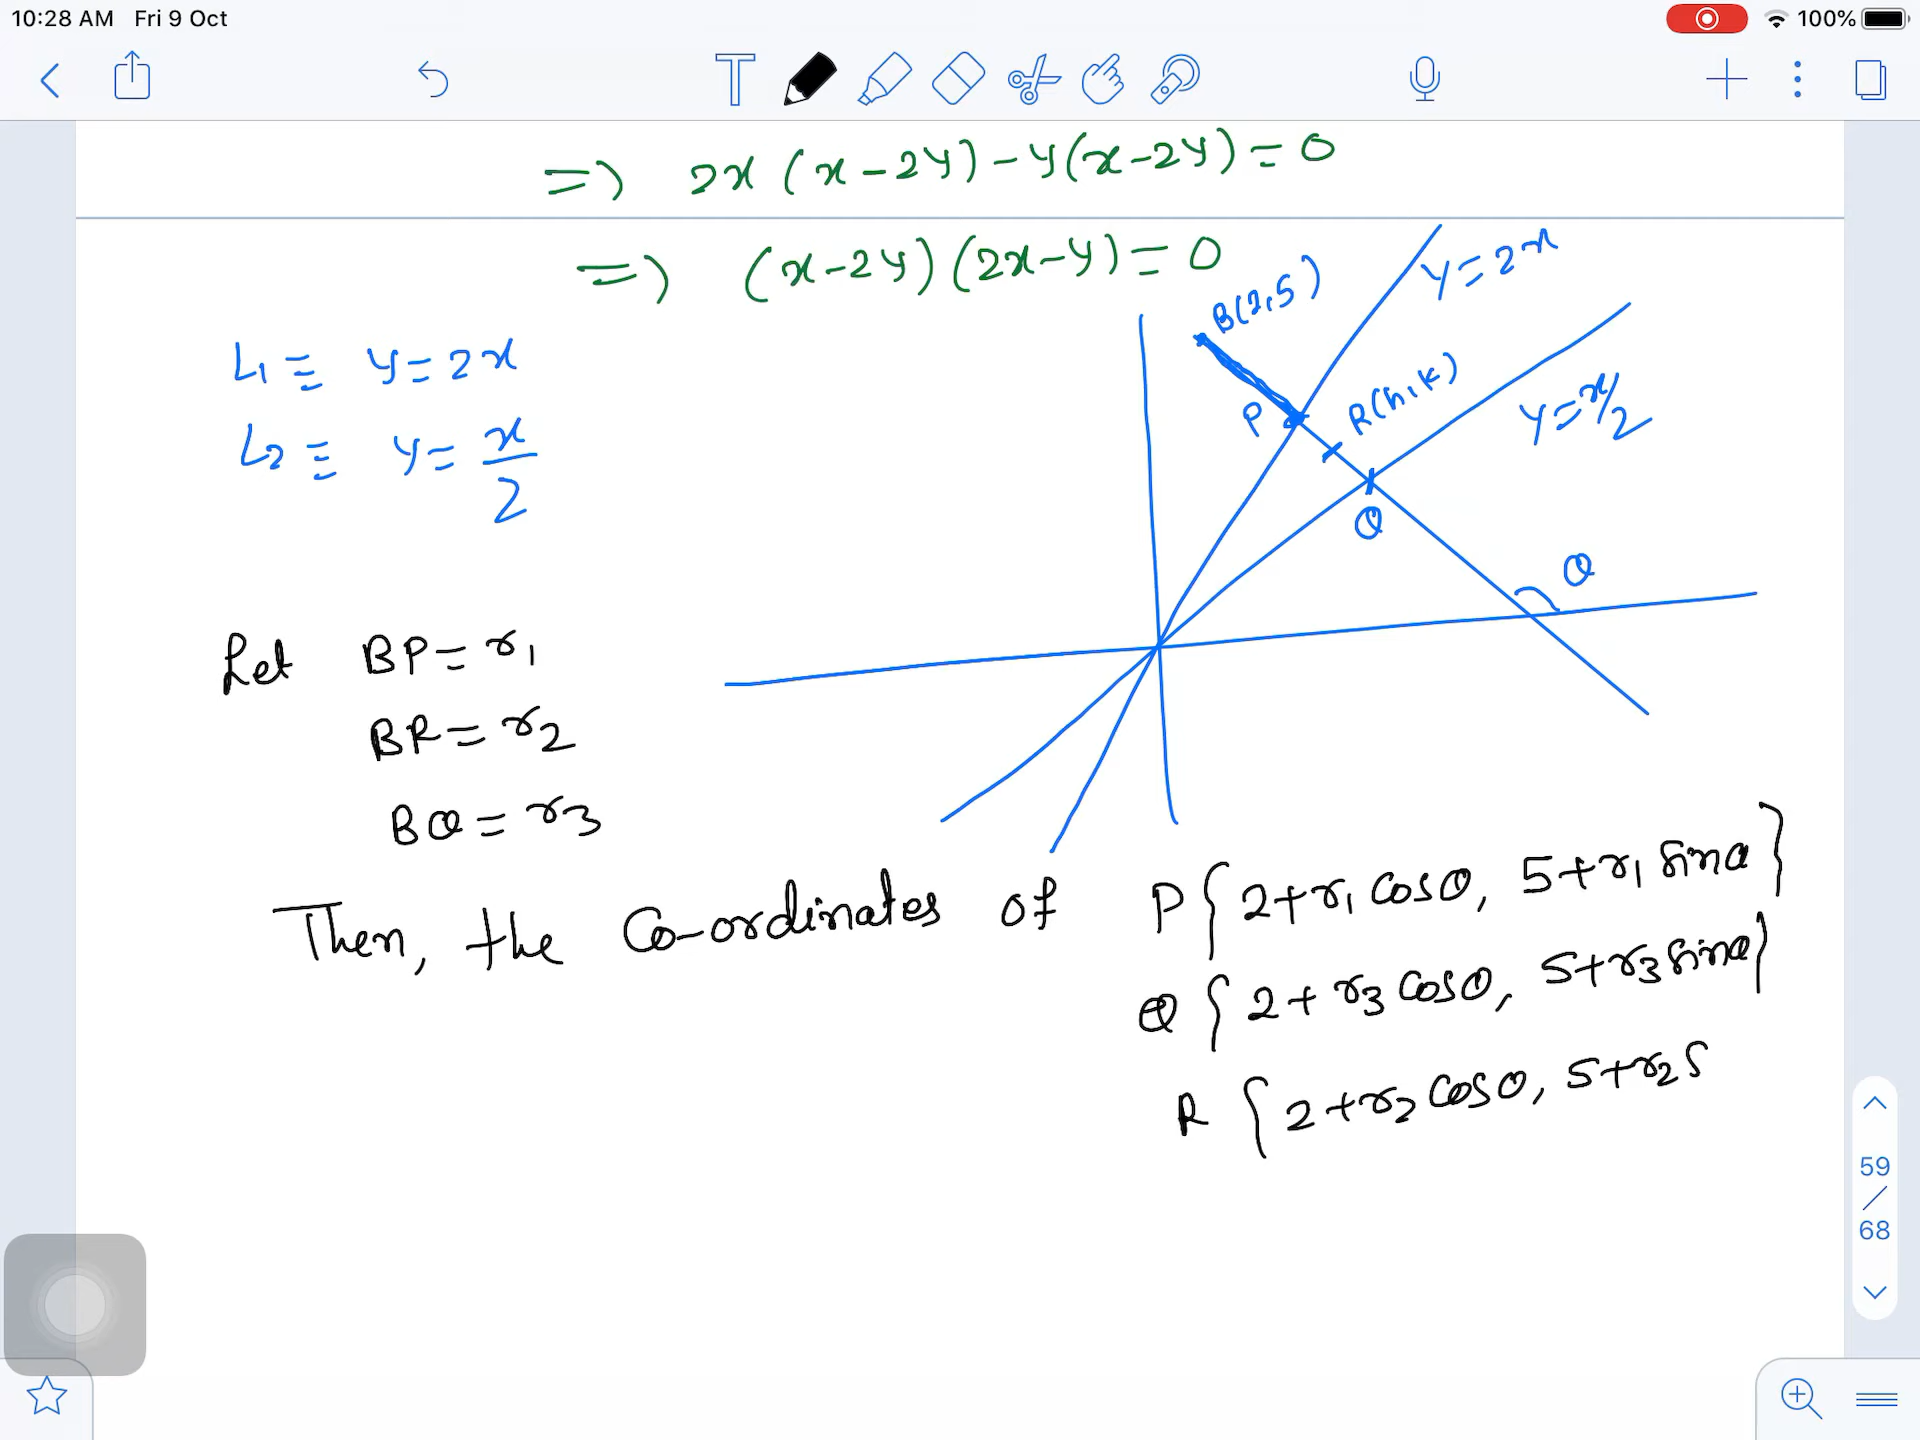 10:28 AM Fri 9 Oct 100%
T
=> 2x (x-2y) - y(x-2y) = 0
=> (x-2y)(2x-y) = 0
B(2,5)
y=2x
L1 ≡ y=2x
P
R(h,k)
y=x/2
L2 ≡ y= x/2
Q
θ
Let BP = r1
BR = r2
BQ = r3
Then, the Co-ordinates of P{2+r1 cosθ, 5+r1 sinθ}
Q{2+r3 cosθ, 5+r3 sinθ}
R{2+r2 cosθ, 5+r2 s
59
/
68